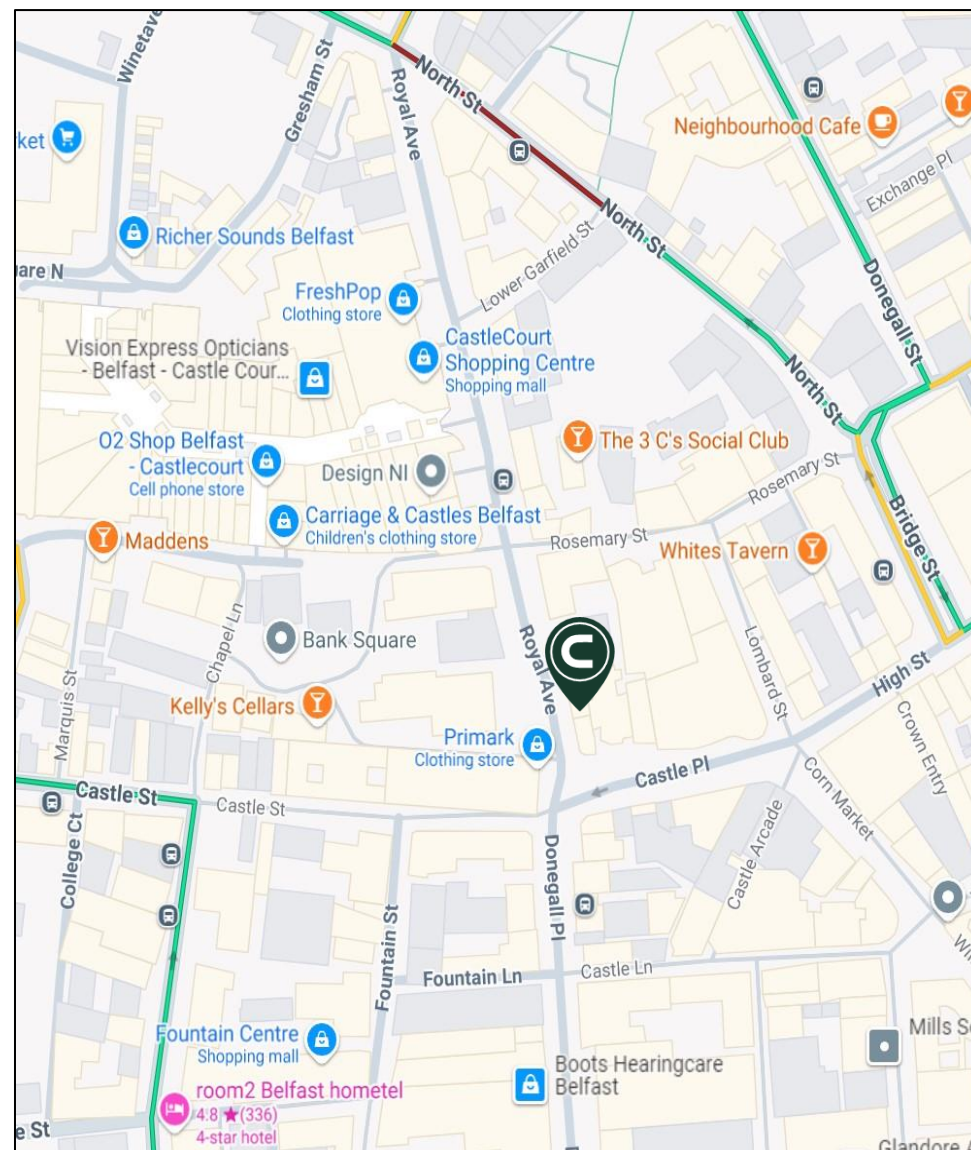 Winetave
Gresham St
Royal Ave
North St
Neighbourhood Cafe
ket
Exchange Pl
Richer Sounds Belfast
North St
Lower Garfield St
Donegall St
uare N
FreshPop
Clothing store
CastleCourt
Shopping Centre
Shopping mall
Vision Express Opticians
- Belfast - Castle Cour...
North St
O2 Shop Belfast
- Castlecourt
Cell phone store
The 3 C's Social Club
Design NI
Rosemary St
Carriage & Castles Belfast
Children's clothing store
Bridge St
Maddens
Rosemary St
Whites Tavern
Chapel Ln
Bank Square
Royal Ave
C
Lombard St
High St
Marquis St
Kelly's Cellars
Primark
Clothing store
Crown Entry
Castle Pl
Castle St
Castle St
Corn Market
College Ct
Castle Arcade
Donegall Pl
Fountain St
Wi
Fountain Ln
Castle Ln
Fountain Centre
Shopping mall
Mills S
Boots Hearingcare
Belfast
room2 Belfast hometel
4.8 ★ (336)
4-star hotel
e St
Glandore A